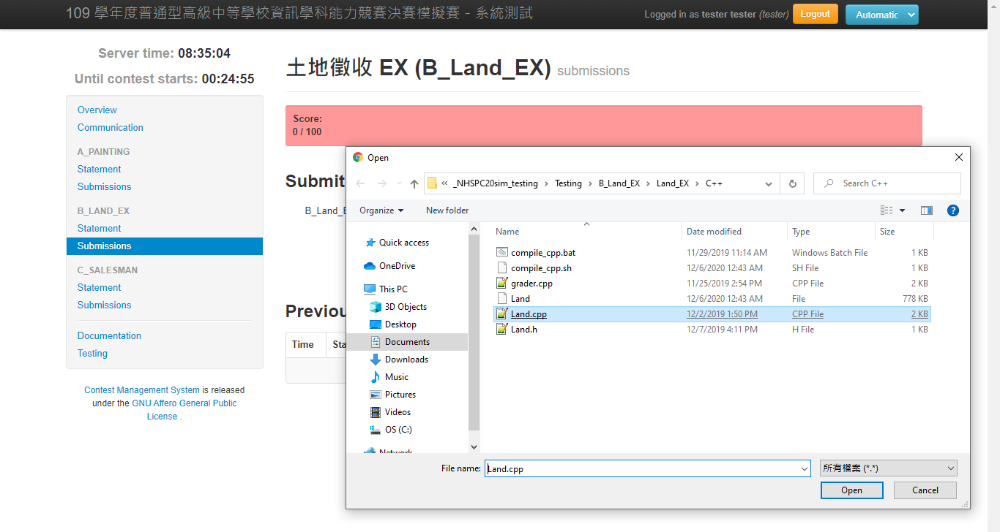 109 學年度普通型高級中等學校資訊學科能力競賽決賽模擬賽 - 系統測試
Logged in as tester tester (tester)
Logout
Automatic
Server time: 08:35:04
Until contest starts: 00:24:55
Overview
Communication
A_PAINTING
Statement
Submissions
B_LAND_EX
Statement
Submissions
C_SALESMAN
Statement
Submissions
Documentation
Testing
Contest Management System is released
under the GNU Affero General Public
License .
土地徵收 EX (B_Land_EX) submissions
Score:
0 / 100
Submit
B_Land_E
Previou
Time
Sta
Open
« _NHSPC20sim_testing › Testing › B_Land_EX › Land_EX › C++
Search C++
Organize
New folder
Quick access
OneDrive
This PC
3D Objects
Desktop
Documents
Downloads
Music
Pictures
Videos
OS (C:)
Network
Name Date modified Type Size
compile_cpp.bat 11/29/2019 11:14 AM Windows Batch File 1 KB
compile_cpp.sh 12/6/2020 12:43 AM SH File 1 KB
grader.cpp 11/25/2019 2:54 PM CPP File 2 KB
Land 12/6/2020 12:43 AM File 778 KB
Land.cpp 12/2/2019 1:50 PM CPP File 2 KB
Land.h 12/7/2019 4:11 PM H File 1 KB
File name: Land.cpp
所有檔案 (*.*)
Open
Cancel